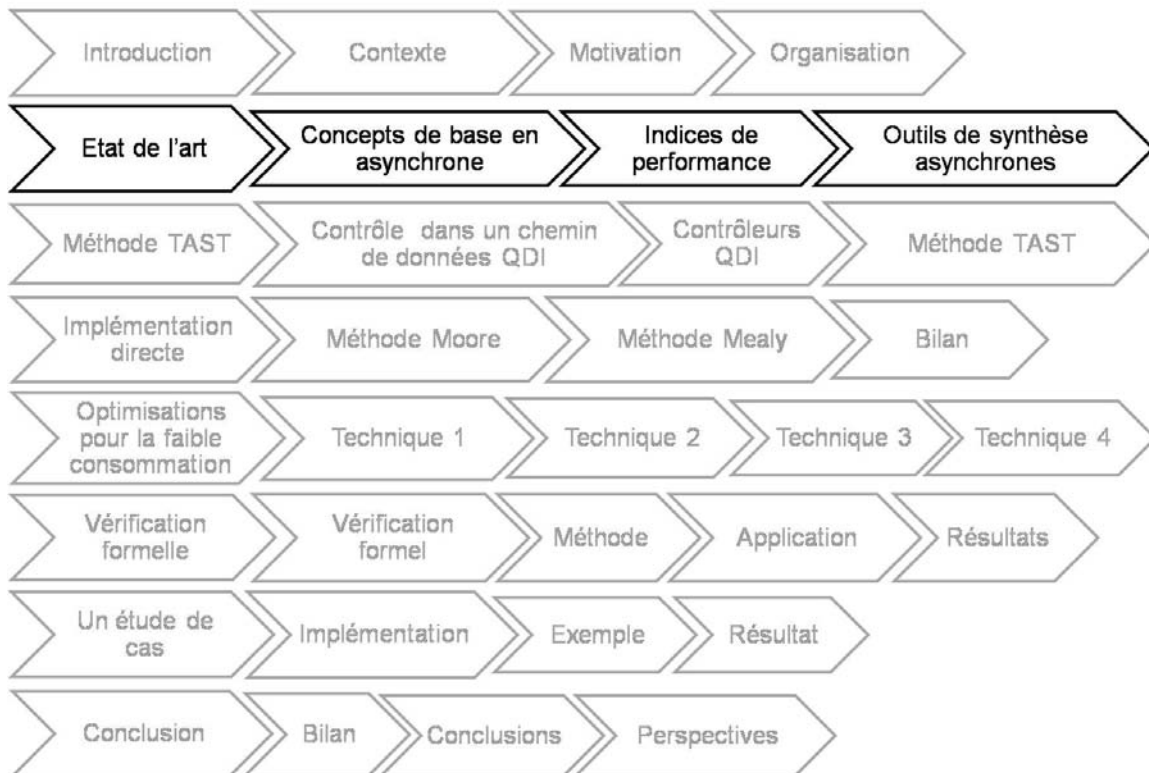 Introduction
Contexte
Motivation
Organisation
Etat de l'art
Concepts de base en
asynchrone
Indices de
performance
Outils de synthèse
asynchrones
Méthode TAST
Contrôle dans un chemin
de données QDI
Contrôleurs
QDI
Méthode TAST
Implémentation
directe
Méthode Moore
Méthode Mealy
Bilan
Optimisations
pour la faible
consommation
Technique 1
Technique 2
Technique 3
Technique 4
Vérification
formelle
Vérification
formel
Méthode
Application
Résultats
Un étude de
cas
Implémentation
Exemple
Résultat
Conclusion
Bilan
Conclusions
Perspectives